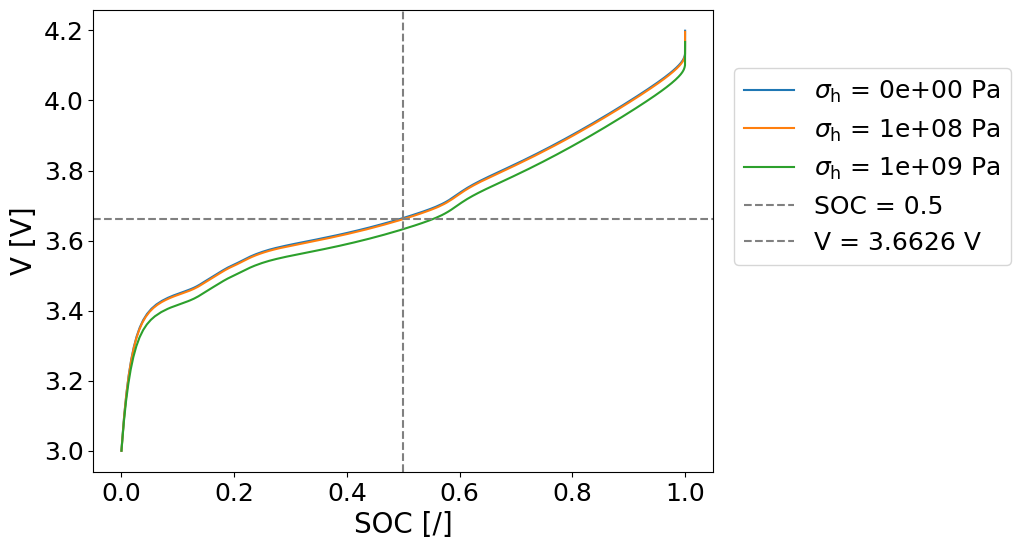 4.2
4.0
3.8
3.6
3.4
3.2
3.0
V [V]
0.0 0.2 0.4 0.6 0.8 1.0
SOC [/]
σh = 0e+00 Pa
σh = 1e+08 Pa
σh = 1e+09 Pa
SOC = 0.5
V = 3.6626 V